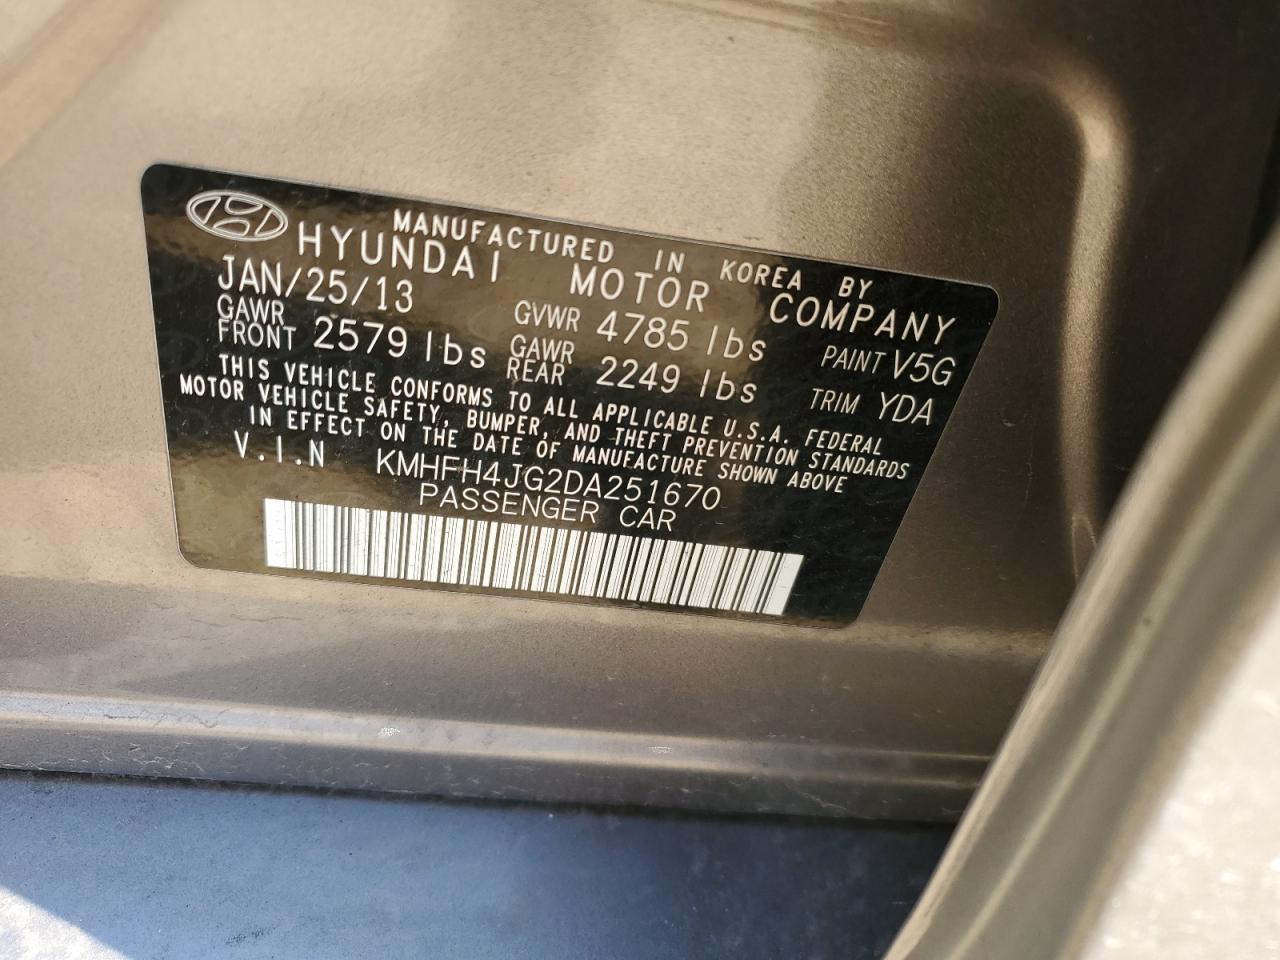 MANUFACTURED IN KOREA BY
HYUNDAI MOTOR COMPANY
JAN/25/13 GVWR 4785 lbs PAINT V5G
GAWR FRONT 2579 lbs GAWR REAR 2249 lbs TRIM YDA
THIS VEHICLE CONFORMS TO ALL APPLICABLE U.S.A. FEDERAL
MOTOR VEHICLE SAFETY, BUMPER, AND THEFT PREVENTION STANDARDS
IN EFFECT ON THE DATE OF MANUFACTURE SHOWN ABOVE
V.I.N KMHFH4JG2DA251670
PASSENGER CAR